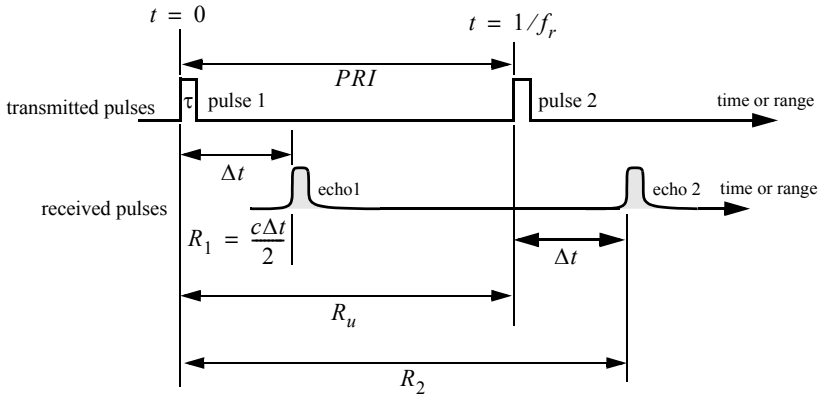 t = 0
t = 1/f_r
PRI
transmitted pulses
τ
pulse 1
pulse 2
time or range
Δt
echo1
echo 2
time or range
received pulses
R_1 = cΔt/2
Δt
R_u
R_2